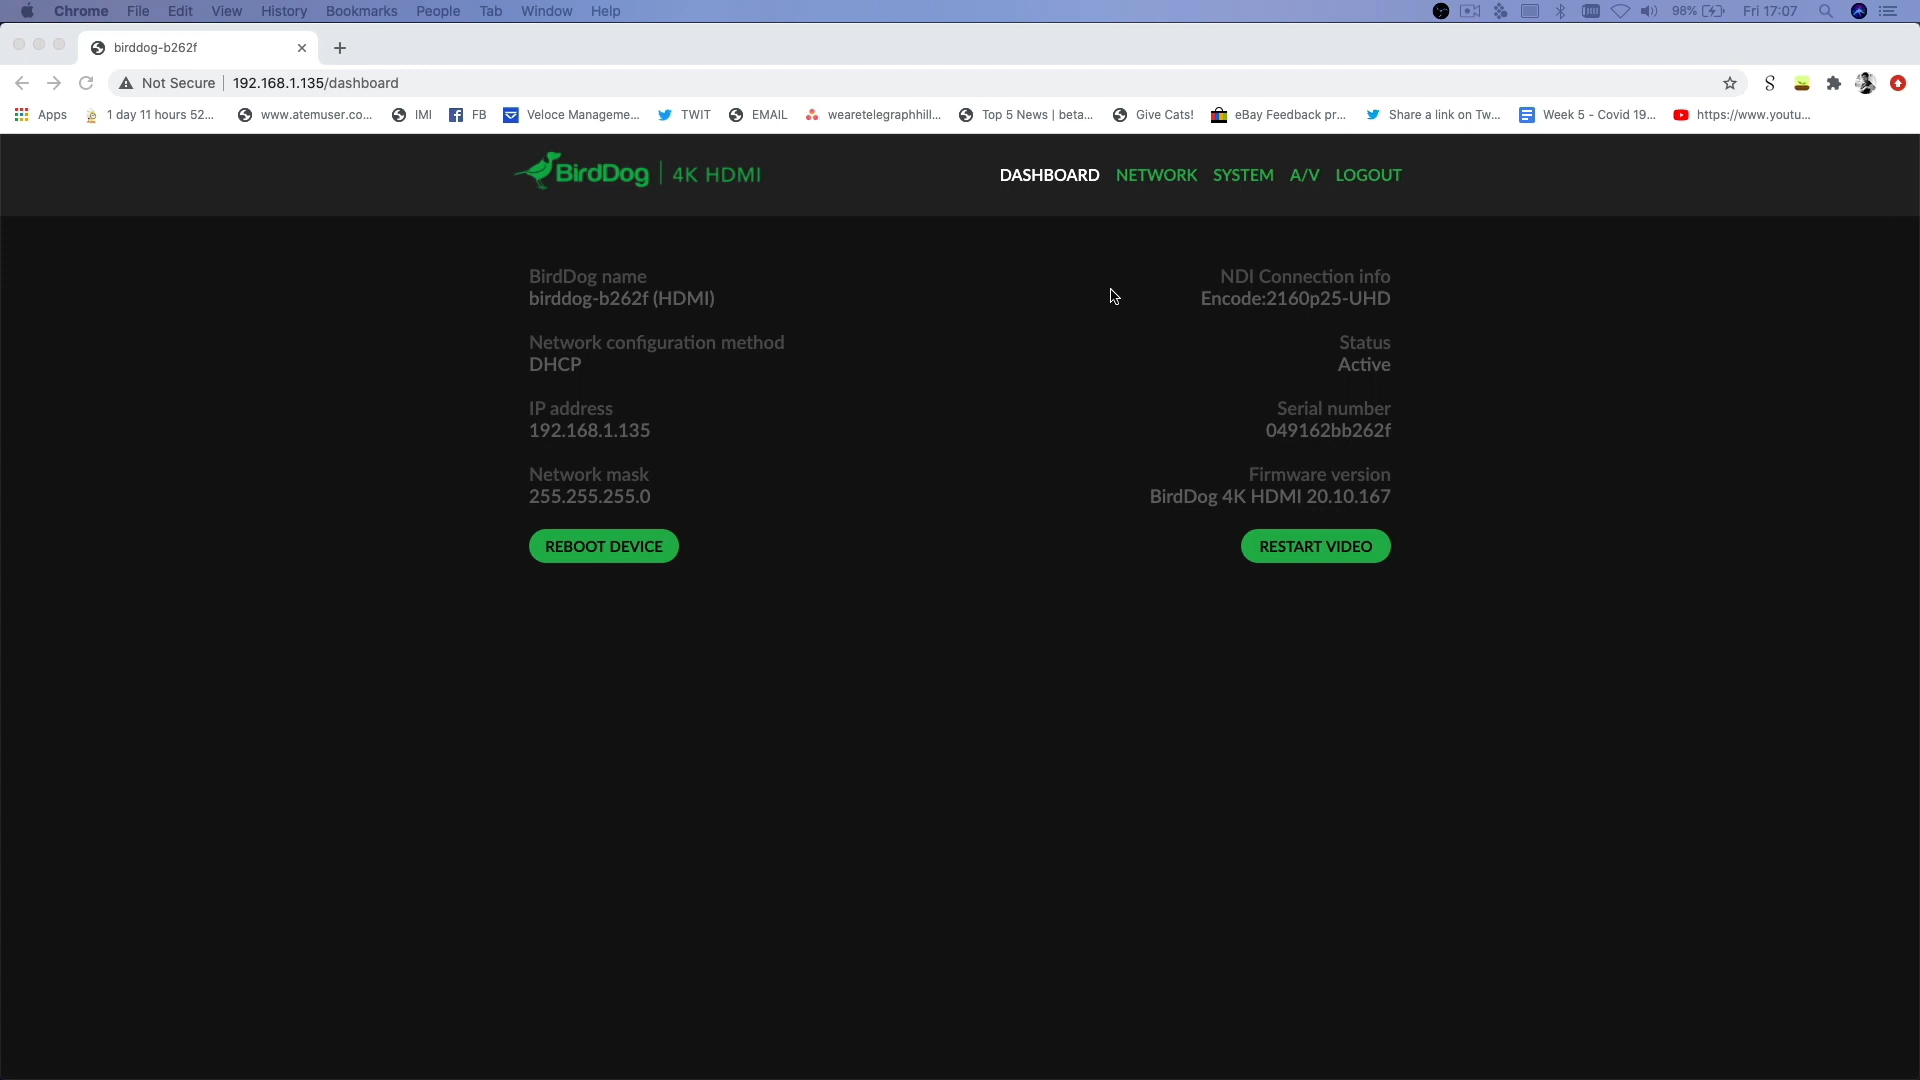 Chrome File Edit View History Bookmarks People Tab Window Help 98% Fri 17:07
birddog-b262f
Not Secure 192.168.1.135/dashboard
Apps 1 day 11 hours 52... www.atemuser.co... IMI FB Veloce Manageme... TWIT EMAIL wearetelegraphhill... Top 5 News | beta... Give Cats! eBay Feedback pr... Share a link on Tw... Week 5 - Covid 19... https://www.youtu...
BirdDog | 4K HDMI DASHBOARD NETWORK SYSTEM A/V LOGOUT
BirdDog name
birddog-b262f (HDMI)
Network configuration method
DHCP
IP address
192.168.1.135
Network mask
255.255.255.0
REBOOT DEVICE
NDI Connection info
Encode:2160p25-UHD
Status
Active
Serial number
049162bb262f
Firmware version
BirdDog 4K HDMI 20.10.167
RESTART VIDEO